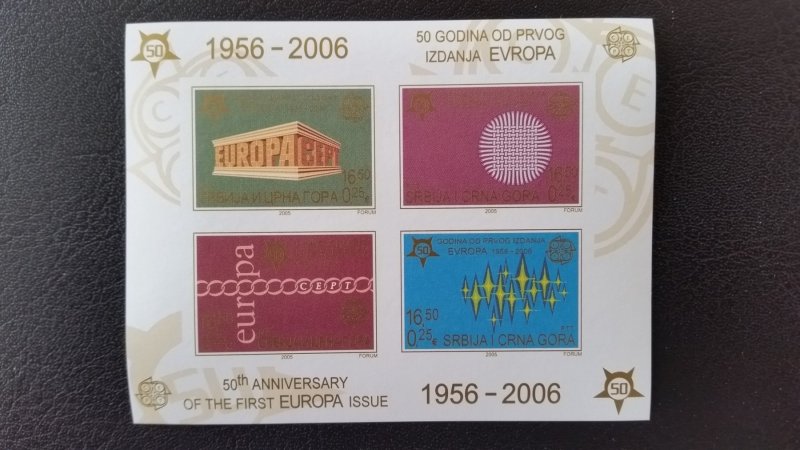 50
1956 - 2006
50 GODINA OD PRVOG
IZDANJA EVROPA
EUROPA CEPT
16.50
0.25€
СРБИЈА И ЦРНА ГОРА
2005
FORUM
16.50
0.25€
SRBIJA I CRNA GORA
2005
FORUM
europa
CEPT
2005
FORUM
50
GODINA OD PRVOG IZDANJA
EVROPA 1956 - 2006
16.50
0.25€
PTT
SRBIJA I CRNA GORA
2005
FORUM
50th ANNIVERSARY
OF THE FIRST EUROPA ISSUE
1956 - 2006
50